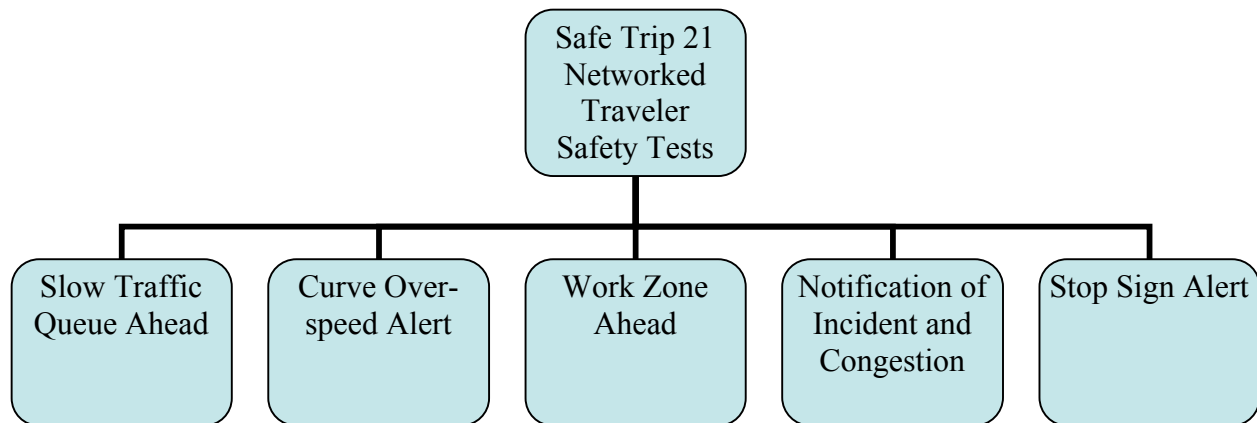 Safe Trip 21
Networked
Traveler
Safety Tests
Slow Traffic
Queue Ahead
Curve Over-
speed Alert
Work Zone
Ahead
Notification of
Incident and
Congestion
Stop Sign Alert